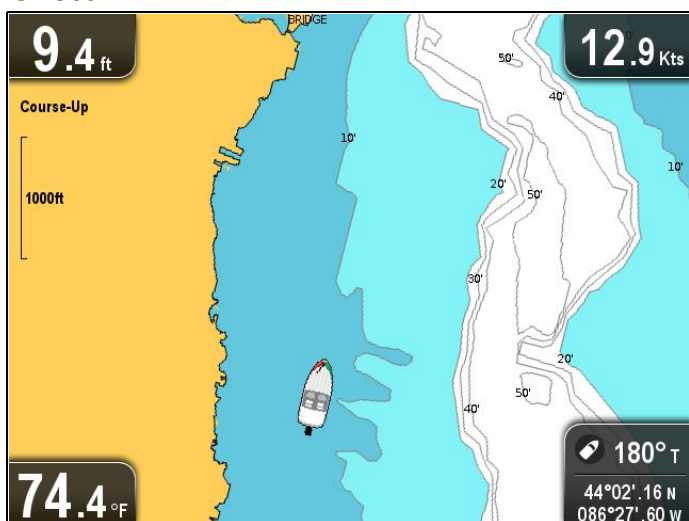 BRIDGE
9.4 ft
12.9 Kts
50'
Course-Up
40'
10'
10'
1000ft
20'
50'
30'
20'
50'
40'
180° T
74.4 °F
44°02'.16 N
086°27'.60 W